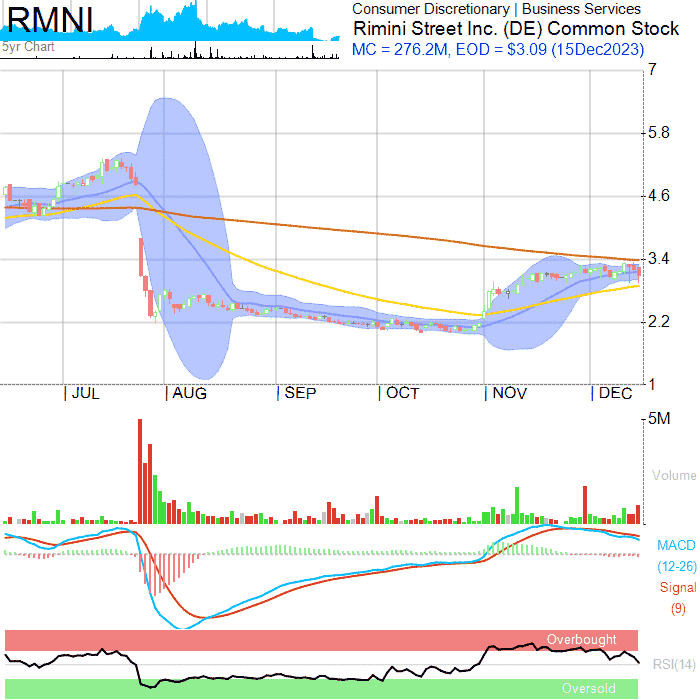 RMNI
Consumer Discretionary | Business Services
Rimini Street Inc. (DE) Common Stock
5yr Chart
MC = 276.2M, EOD = $3.09 (15Dec2023)
7
5.8
4.6
3.4
2.2
1
| JUL | AUG | SEP | OCT | NOV | DEC
5M
Volume
MACD
(12-26)
Signal
(9)
Overbought
RSI(14)
Oversold